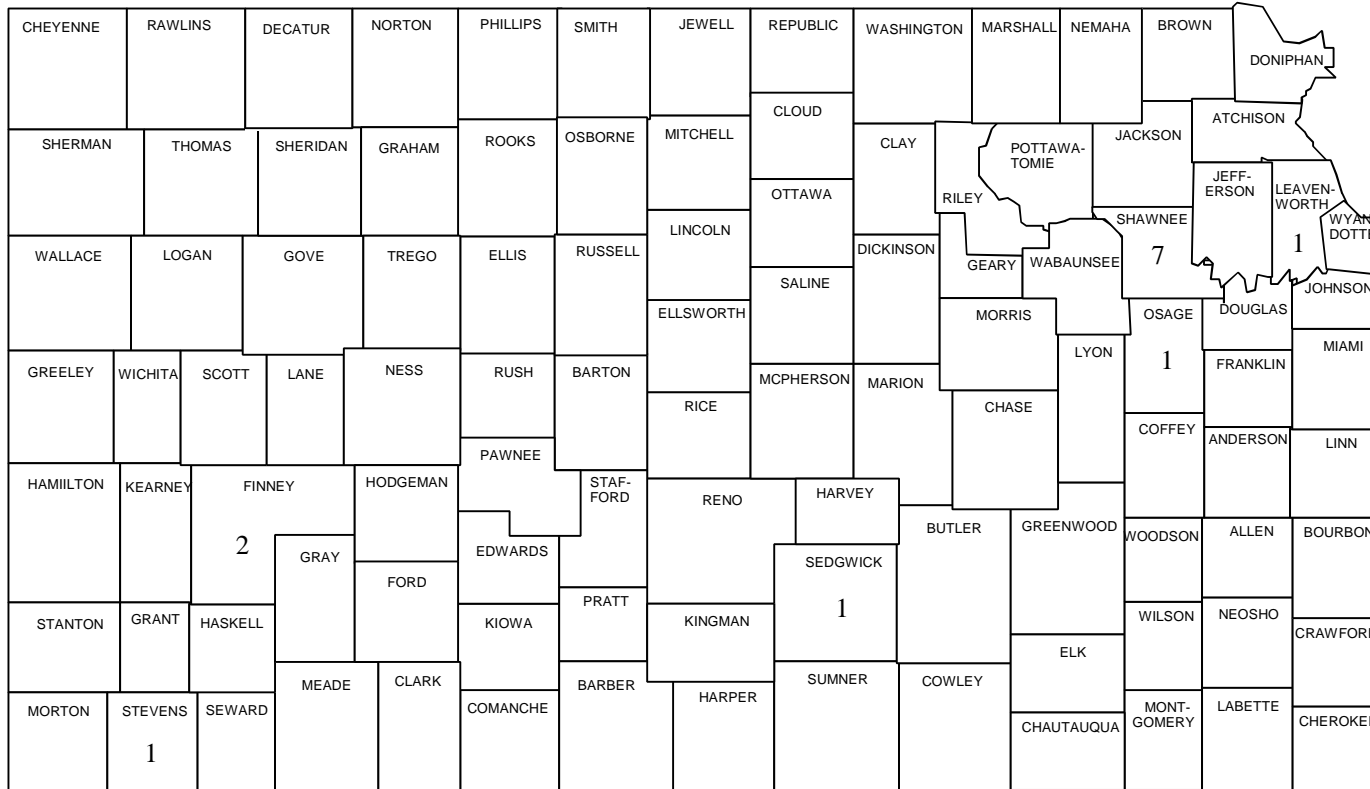 CHEYENNE
RAWLINS
DECATUR
NORTON
PHILLIPS
SMITH
JEWELL
REPUBLIC
WASHINGTON
MARSHALL
NEMAHA
BROWN
DONIPHAN
SHERMAN
THOMAS
SHERIDAN
GRAHAM
ROOKS
OSBORNE
MITCHELL
CLOUD
CLAY
RILEY
POTTAWA-
TOMIE
JACKSON
ATCHISON
JEFF-
ERSON
LEAVEN-
WORTH
1
WYAN
DOTTE
WALLACE
LOGAN
GOVE
TREGO
ELLIS
RUSSELL
LINCOLN
OTTAWA
SALINE
DICKINSON
GEARY
WABAUNSEE
SHAWNEE
7
DOUGLAS
JOHNSON
ELLSWORTH
MORRIS
LYON
OSAGE
1
FRANKLIN
MIAMI
GREELEY
WICHITA
SCOTT
LANE
NESS
RUSH
BARTON
RICE
MCPHERSON
MARION
CHASE
COFFEY
ANDERSON
LINN
HAMIILTON
KEARNEY
FINNEY
2
HODGEMAN
PAWNEE
STAF-
FORD
RENO
HARVEY
BUTLER
GREENWOOD
WOODSON
ALLEN
BOURBON
GRAY
FORD
EDWARDS
SEDGWICK
1
STANTON
GRANT
HASKELL
KIOWA
PRATT
KINGMAN
ELK
WILSON
NEOSHO
CRAWFORD
MORTON
STEVENS
1
SEWARD
MEADE
CLARK
COMANCHE
BARBER
HARPER
SUMNER
COWLEY
CHAUTAUQUA
MONT-
GOMERY
LABETTE
CHEROKEE